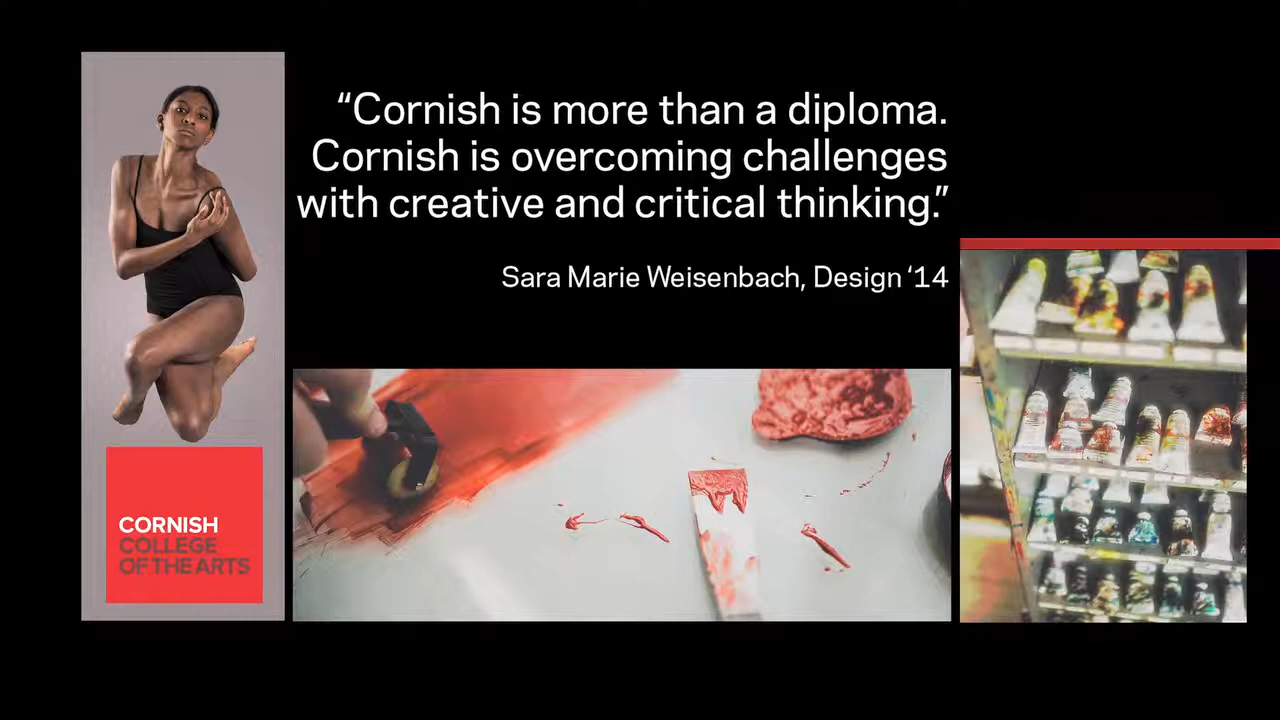 “Cornish is more than a diploma.
Cornish is overcoming challenges
with creative and critical thinking.”
Sara Marie Weisenbach, Design ‘14
CORNISH
COLLEGE
OF THE ARTS